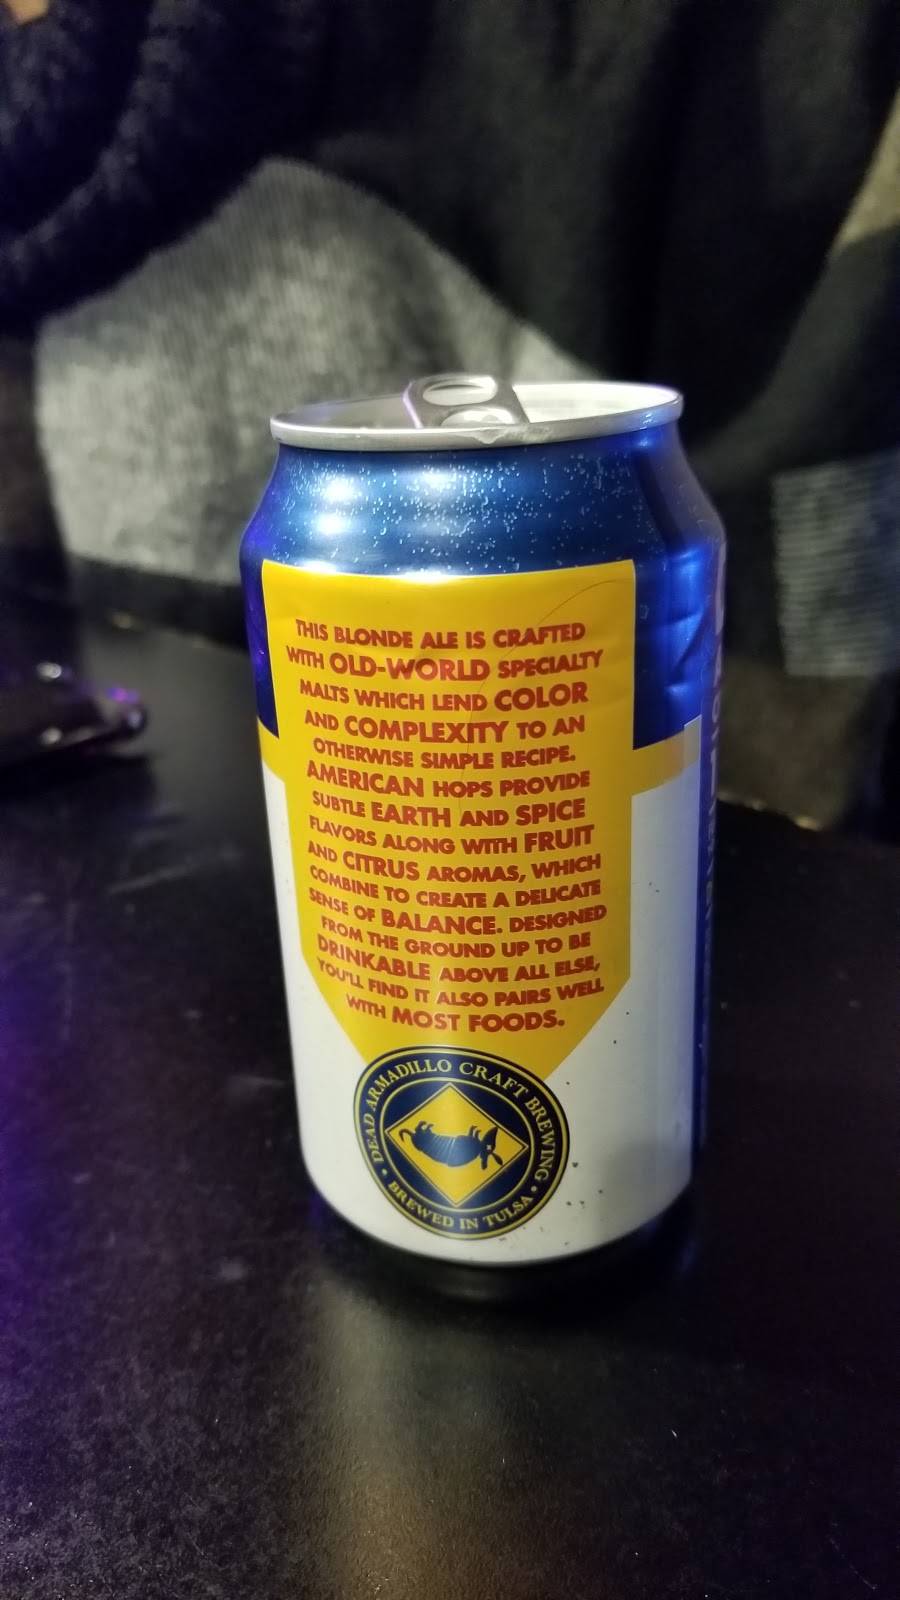 THIS BLONDE ALE IS CRAFTED
WITH OLD-WORLD SPECIALTY
MALTS WHICH LEND COLOR
AND COMPLEXITY TO AN
OTHERWISE SIMPLE RECIPE.
AMERICAN HOPS PROVIDE
SUBTLE EARTH AND SPICE
FLAVORS ALONG WITH FRUIT
AND CITRUS AROMAS, WHICH
COMBINE TO CREATE A DELICATE
SENSE OF BALANCE. DESIGNED
FROM THE GROUND UP TO BE
DRINKABLE ABOVE ALL ELSE,
YOU'LL FIND IT ALSO PAIRS WELL
WITH MOST FOODS.
DEAD ARMADILLO CRAFT BREWING
• BREWED IN TULSA •